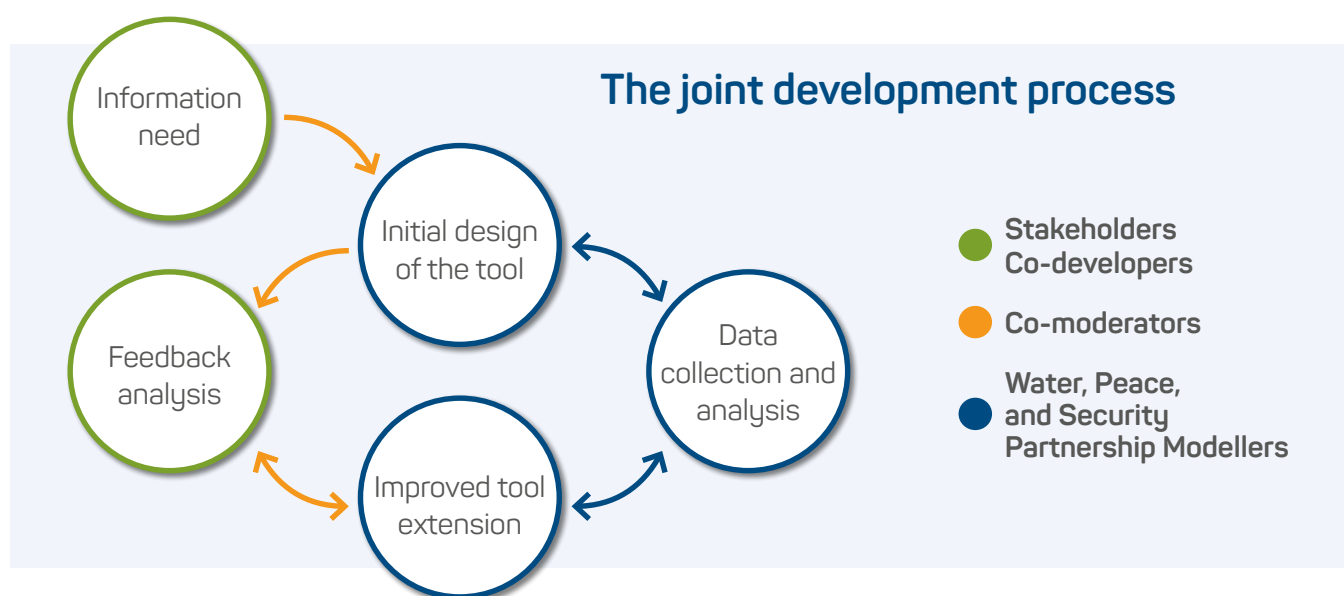 The joint development process
Information
need
Initial design
of the tool
Feedback
analysis
Data
collection and
analysis
Improved tool
extension
Stakeholders
Co-developers
Co-moderators
Water, Peace,
and Security
Partnership Modellers